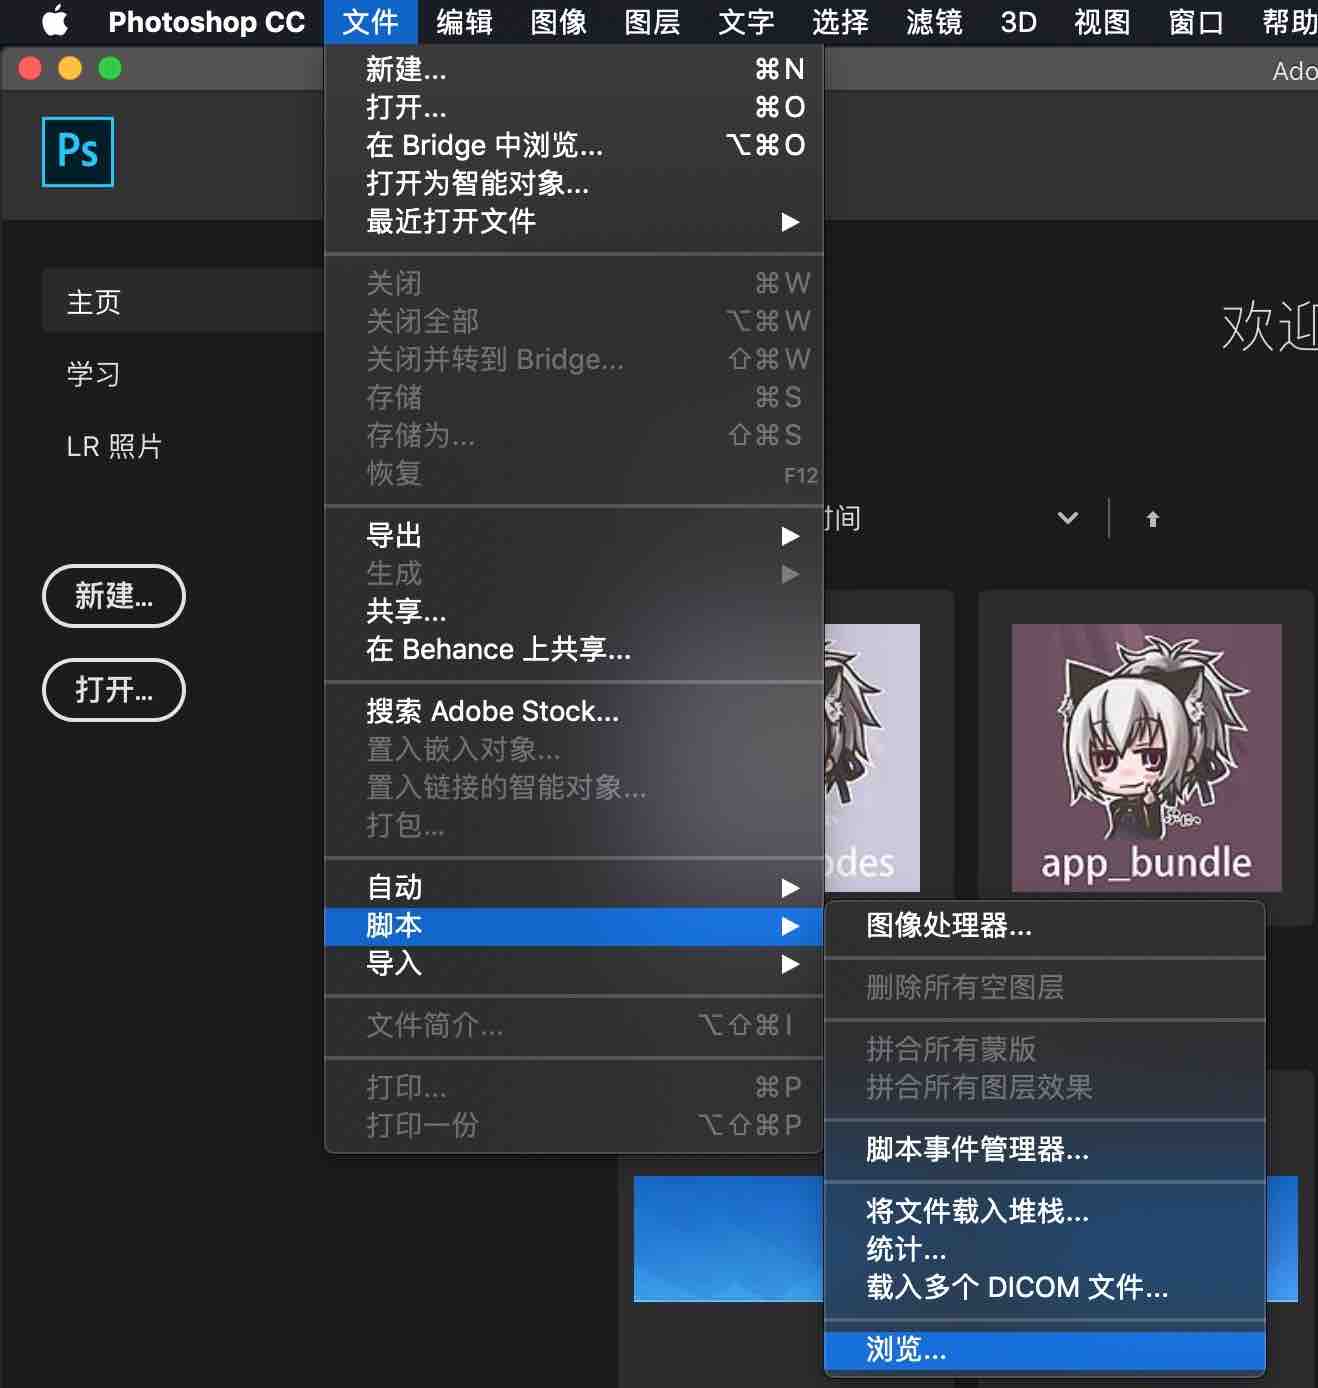 Photoshop CC 文件 编辑 图像 图层 文字 选择 滤镜 3D 视图 窗口 帮助
Ado
Ps
主页
学习
LR 照片
新建...
打开...
新建... ⌘N
打开... ⌘O
在 Bridge 中浏览... ⌥⌘O
打开为智能对象...
最近打开文件 ▶
关闭 ⌘W
关闭全部 ⌥⌘W
关闭并转到 Bridge... ⇧⌘W
存储 ⌘S
存储为... ⇧⌘S
恢复 F12
导出 ▶
生成 ▶
共享...
在 Behance 上共享...
搜索 Adobe Stock...
置入嵌入对象...
置入链接的智能对象...
打包...
自动 ▶
脚本 ▶
导入 ▶
文件简介... ⌥⇧⌘I
打印... ⌘P
打印一份 ⌥⇧⌘P
欢迎
时间
odes
ぷに、
app_bundle
图像处理器...
删除所有空图层
拼合所有蒙版
拼合所有图层效果
脚本事件管理器...
将文件载入堆栈...
统计...
载入多个 DICOM 文件...
浏览...